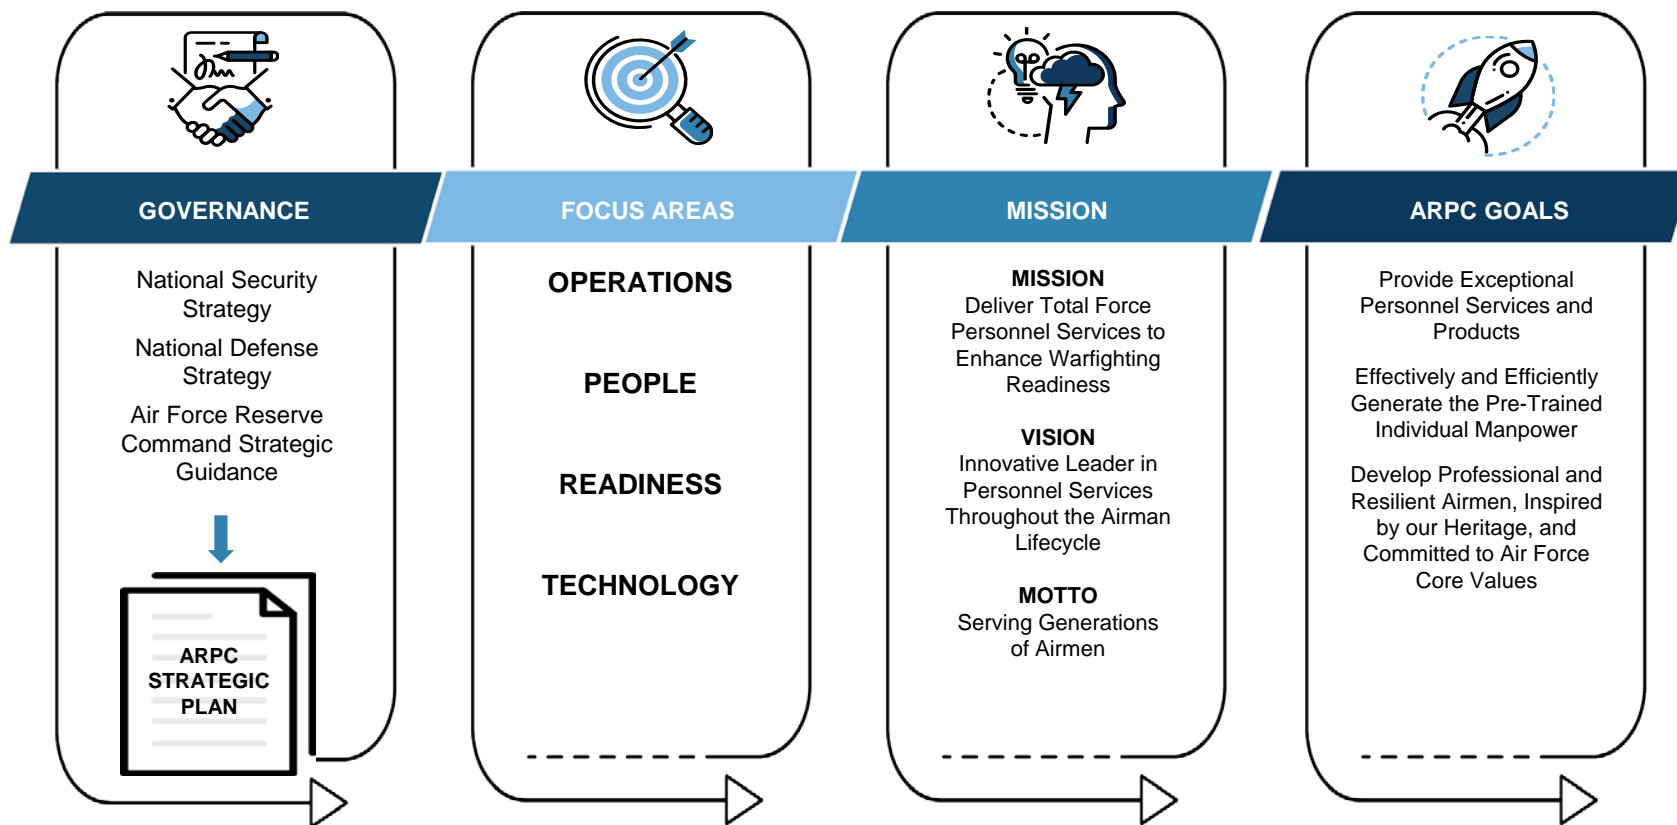 GOVERNANCE
National Security
Strategy
National Defense
Strategy
Air Force Reserve
Command Strategic
Guidance
ARPC
STRATEGIC
PLAN
FOCUS AREAS
OPERATIONS
PEOPLE
READINESS
TECHNOLOGY
MISSION
MISSION
Deliver Total Force
Personnel Services to
Enhance Warfighting
Readiness
VISION
Innovative Leader in
Personnel Services
Throughout the Airman
Lifecycle
MOTTO
Serving Generations
of Airmen
ARPC GOALS
Provide Exceptional
Personnel Services and
Products
Effectively and Efficiently
Generate the Pre-Trained
Individual Manpower
Develop Professional and
Resilient Airmen, Inspired
by our Heritage, and
Committed to Air Force
Core Values